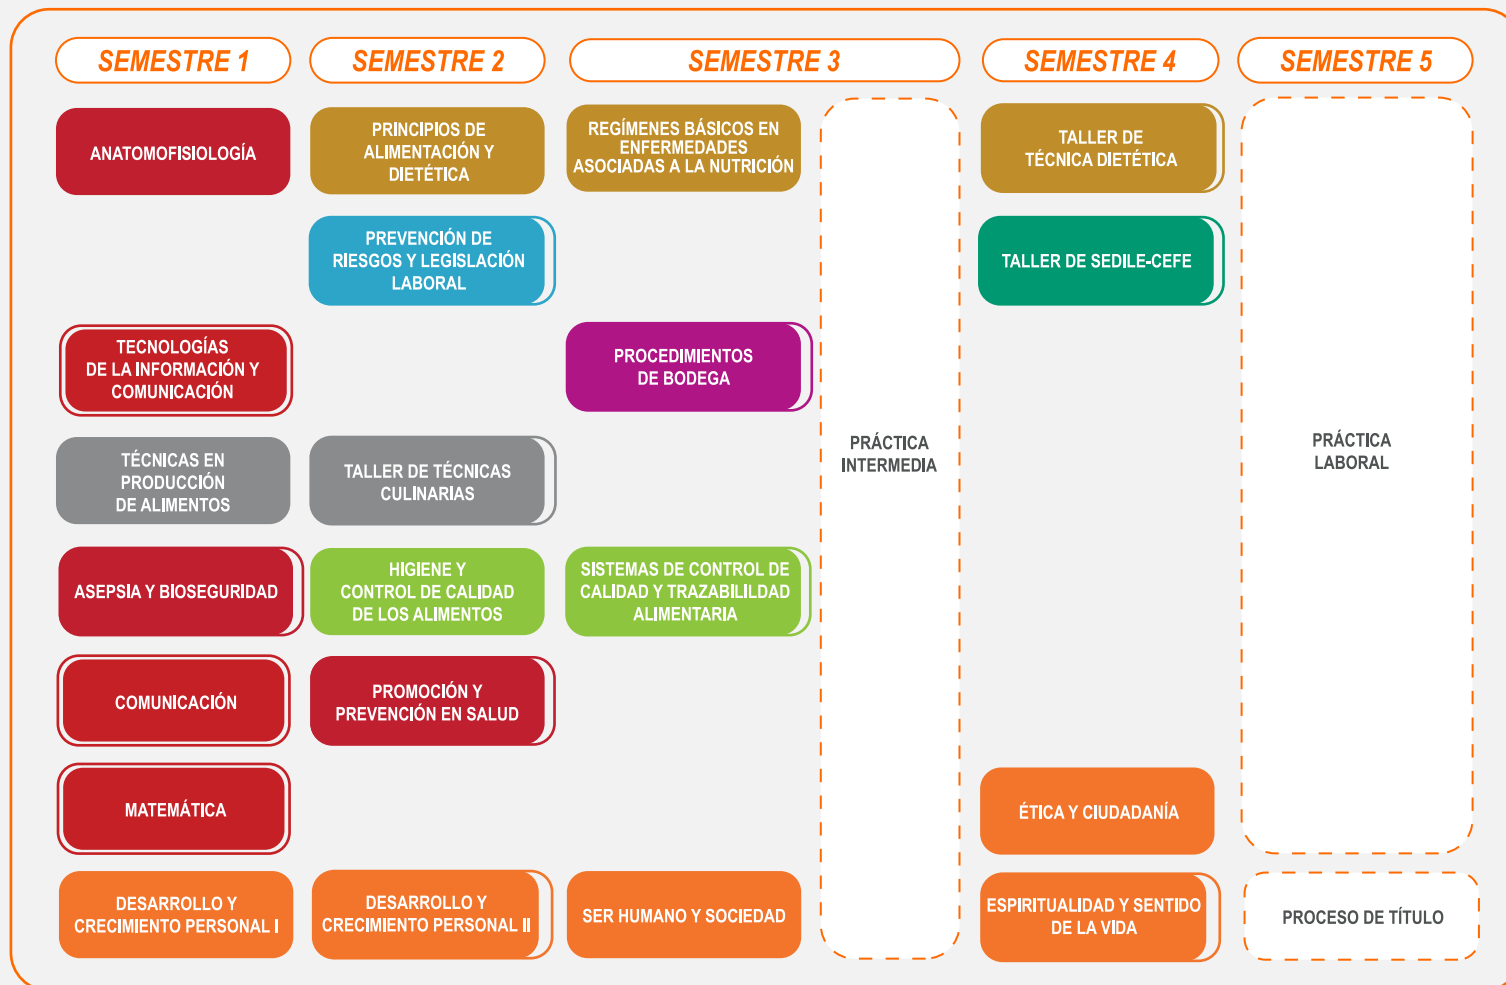 SEMESTRE 1
SEMESTRE 2
SEMESTRE 3
SEMESTRE 4
SEMESTRE 5
ANATOMOFISIOLOGÍA
PRINCIPIOS DE
ALIMENTACIÓN Y
DIETÉTICA
REGÍMENES BÁSICOS EN
ENFERMEDADES
ASOCIADAS A LA NUTRICIÓN
TALLER DE
TÉCNICA DIETÉTICA
PREVENCIÓN DE
RIESGOS Y LEGISLACIÓN
LABORAL
TALLER DE SEDILE-CEFE
TECNOLOGÍAS
DE LA INFORMACIÓN Y
COMUNICACIÓN
PROCEDIMIENTOS
DE BODEGA
PRÁCTICA
INTERMEDIA
PRÁCTICA
LABORAL
TÉCNICAS EN
PRODUCCIÓN
DE ALIMENTOS
TALLER DE TÉCNICAS
CULINARIAS
ASEPSIA Y BIOSEGURIDAD
HIGIENE Y
CONTROL DE CALIDAD
DE LOS ALIMENTOS
SISTEMAS DE CONTROL DE
CALIDAD Y TRAZABILILDAD
ALIMENTARIA
COMUNICACIÓN
PROMOCIÓN Y
PREVENCIÓN EN SALUD
MATEMÁTICA
ÉTICA Y CIUDADANÍA
DESARROLLO Y
CRECIMIENTO PERSONAL I
DESARROLLO Y
CRECIMIENTO PERSONAL II
SER HUMANO Y SOCIEDAD
ESPIRITUALIDAD Y SENTIDO
DE LA VIDA
PROCESO DE TÍTULO